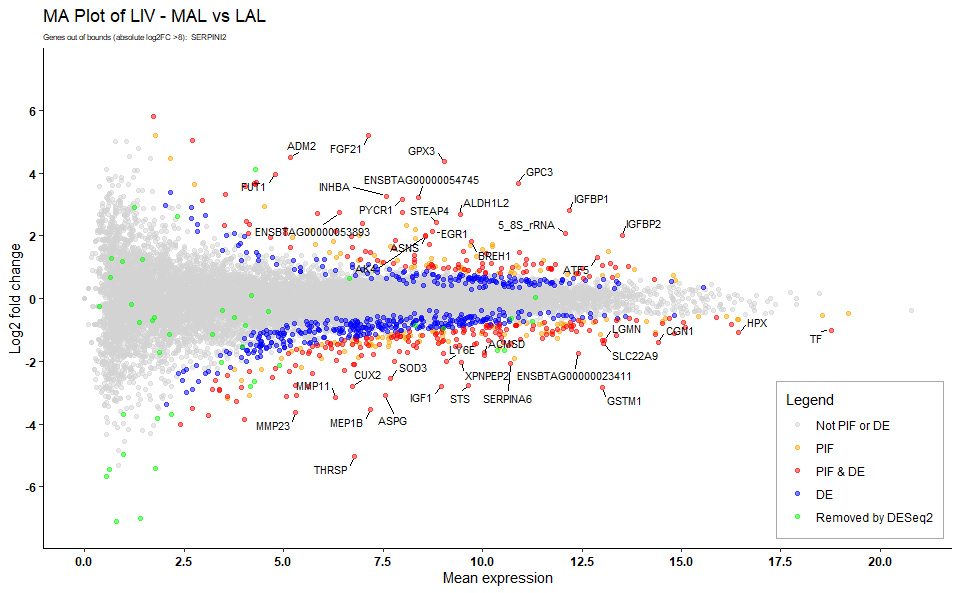 MA Plot of LIV - MAL vs LAL
Genes out of bounds (absolute log2FC >8): SERPINI2
Log2 fold change
6
4
2
0
-2
-4
-6
ADM2
FGF21
GPX3
FUT1
INHBA
ENSBTAG00000054745
GPC3
PYCR1
STEAP4
ALDH1L2
IGFBP1
ENSBTAG00000053893
EGR1
5_8S_rRNA
IGFBP2
ASNS
BREH1
ATF5
LGMN
CGN1
HPX
TF
LY6E
ACMSD
SLC22A9
MMP11
CUX2
SOD3
XPNPEP2
ENSBTAG00000023411
IGF1
STS
SERPINA6
GSTM1
MMP23
MEP1B
ASPG
THRSP
Legend
Not PIF or DE
PIF
PIF & DE
DE
Removed by DESeq2
0.0 2.5 5.0 7.5 10.0 12.5 15.0 17.5 20.0
Mean expression